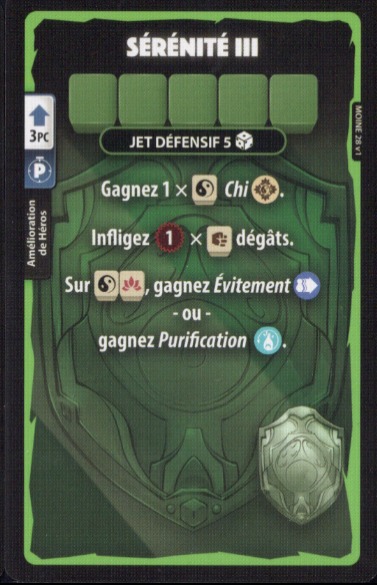 SÉRÉNITÉ III
3PC
P
Amélioration
de Héros
MOINE 28 v1
JET DÉFENSIF 5
Gagnez 1 × Chi.
Infligez 1 × dégâts.
Sur , gagnez Évitement
- ou -
gagnez Purification .